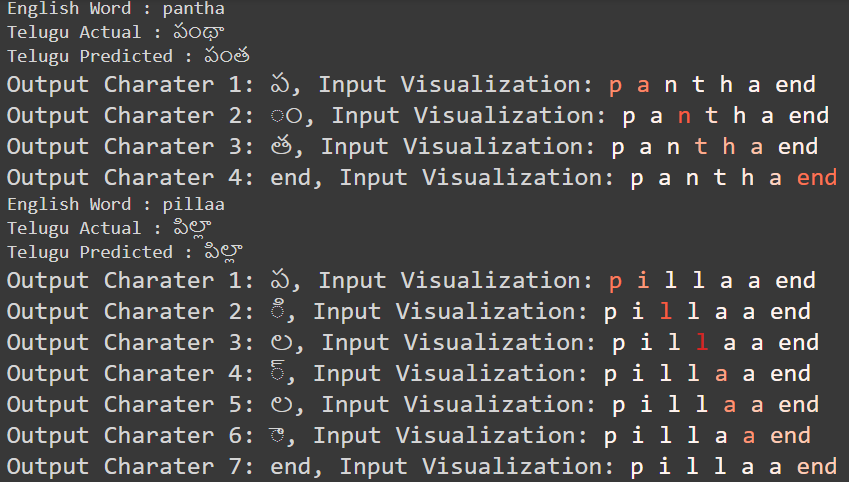 English Word : pantha
Telugu Actual : పంథా
Telugu Predicted : పంత
Output Charater 1: ప, Input Visualization: p a n t h a end
Output Charater 2: ం, Input Visualization: p a n t h a end
Output Charater 3: త, Input Visualization: p a n t h a end
Output Charater 4: end, Input Visualization: p a n t h a end
English Word : pillaa
Telugu Actual : పిల్లా
Telugu Predicted : పిల్లా
Output Charater 1: ప, Input Visualization: p i l l a a end
Output Charater 2: ి, Input Visualization: p i l l a a end
Output Charater 3: ల, Input Visualization: p i l l a a end
Output Charater 4: ్, Input Visualization: p i l l a a end
Output Charater 5: ల, Input Visualization: p i l l a a end
Output Charater 6: ా, Input Visualization: p i l l a a end
Output Charater 7: end, Input Visualization: p i l l a a end